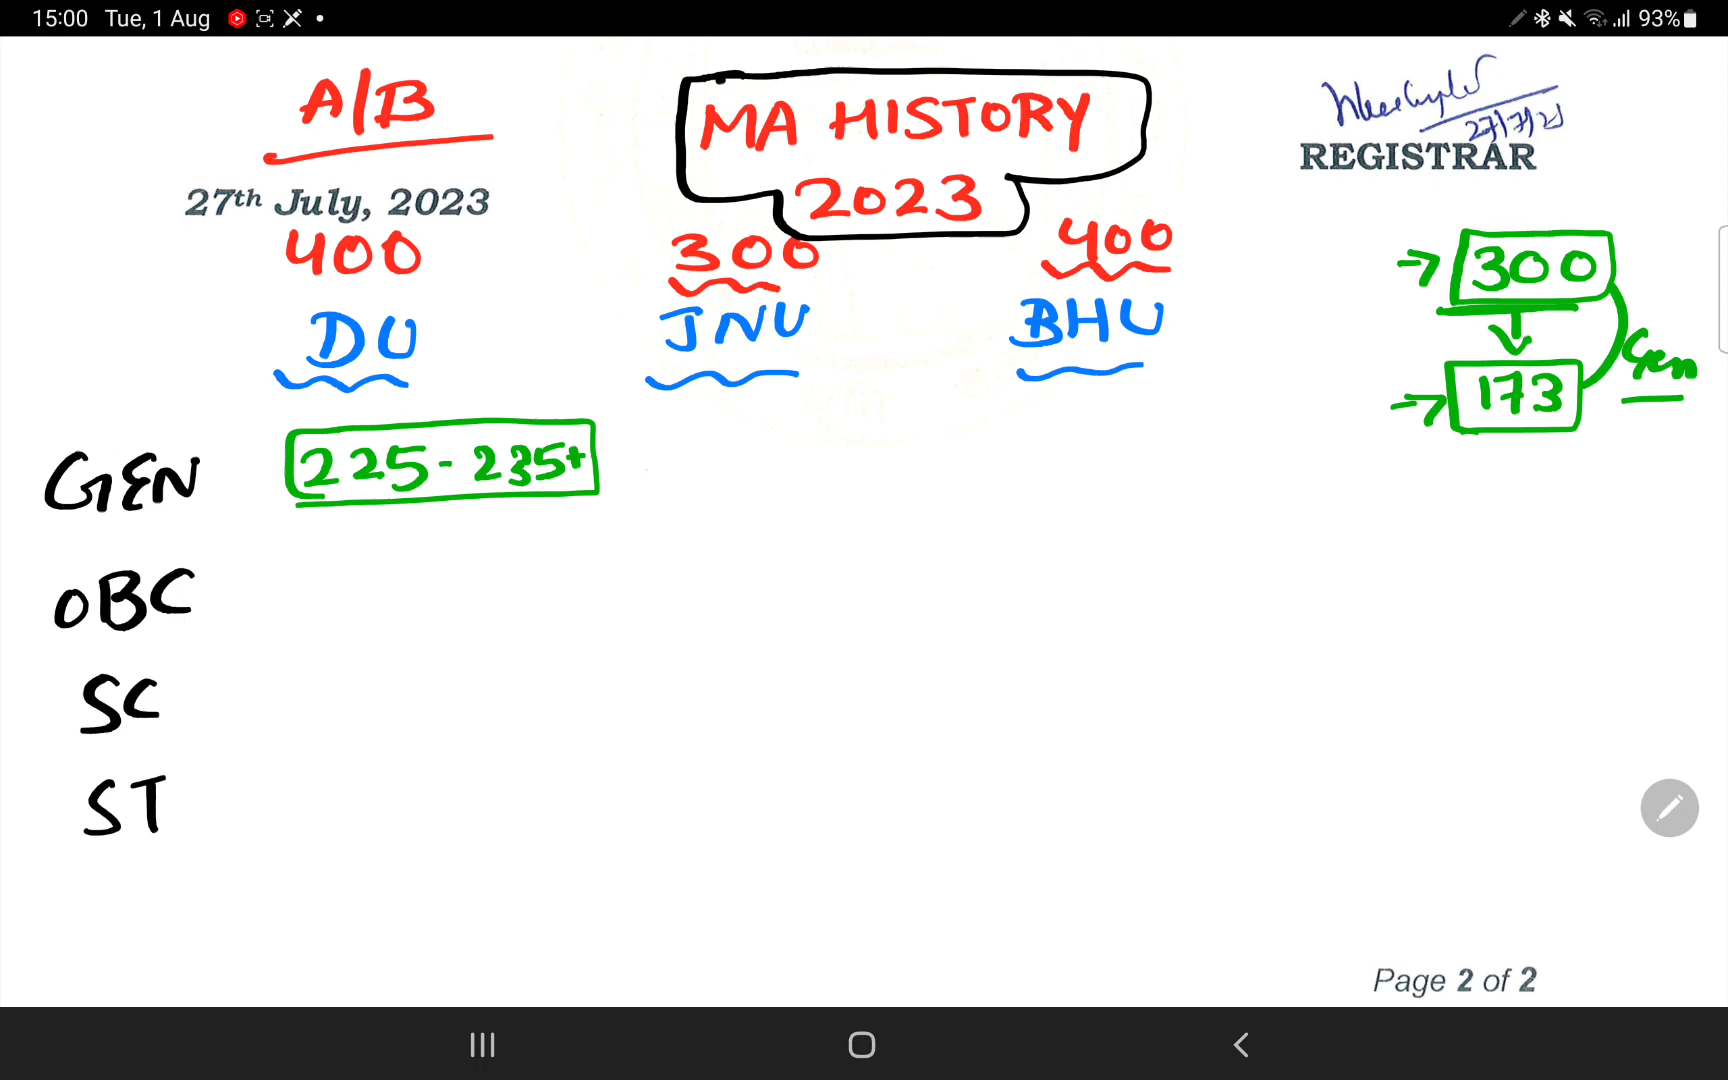 15:00 Tue, 1 Aug 93%
A/B
MA HISTORY
2023
REGISTRAR
27th July, 2023
400 300 400
DU JNU BHU
→ 300
→ 173
Gen
GEN 225 - 235+
OBC
SC
ST
Page 2 of 2